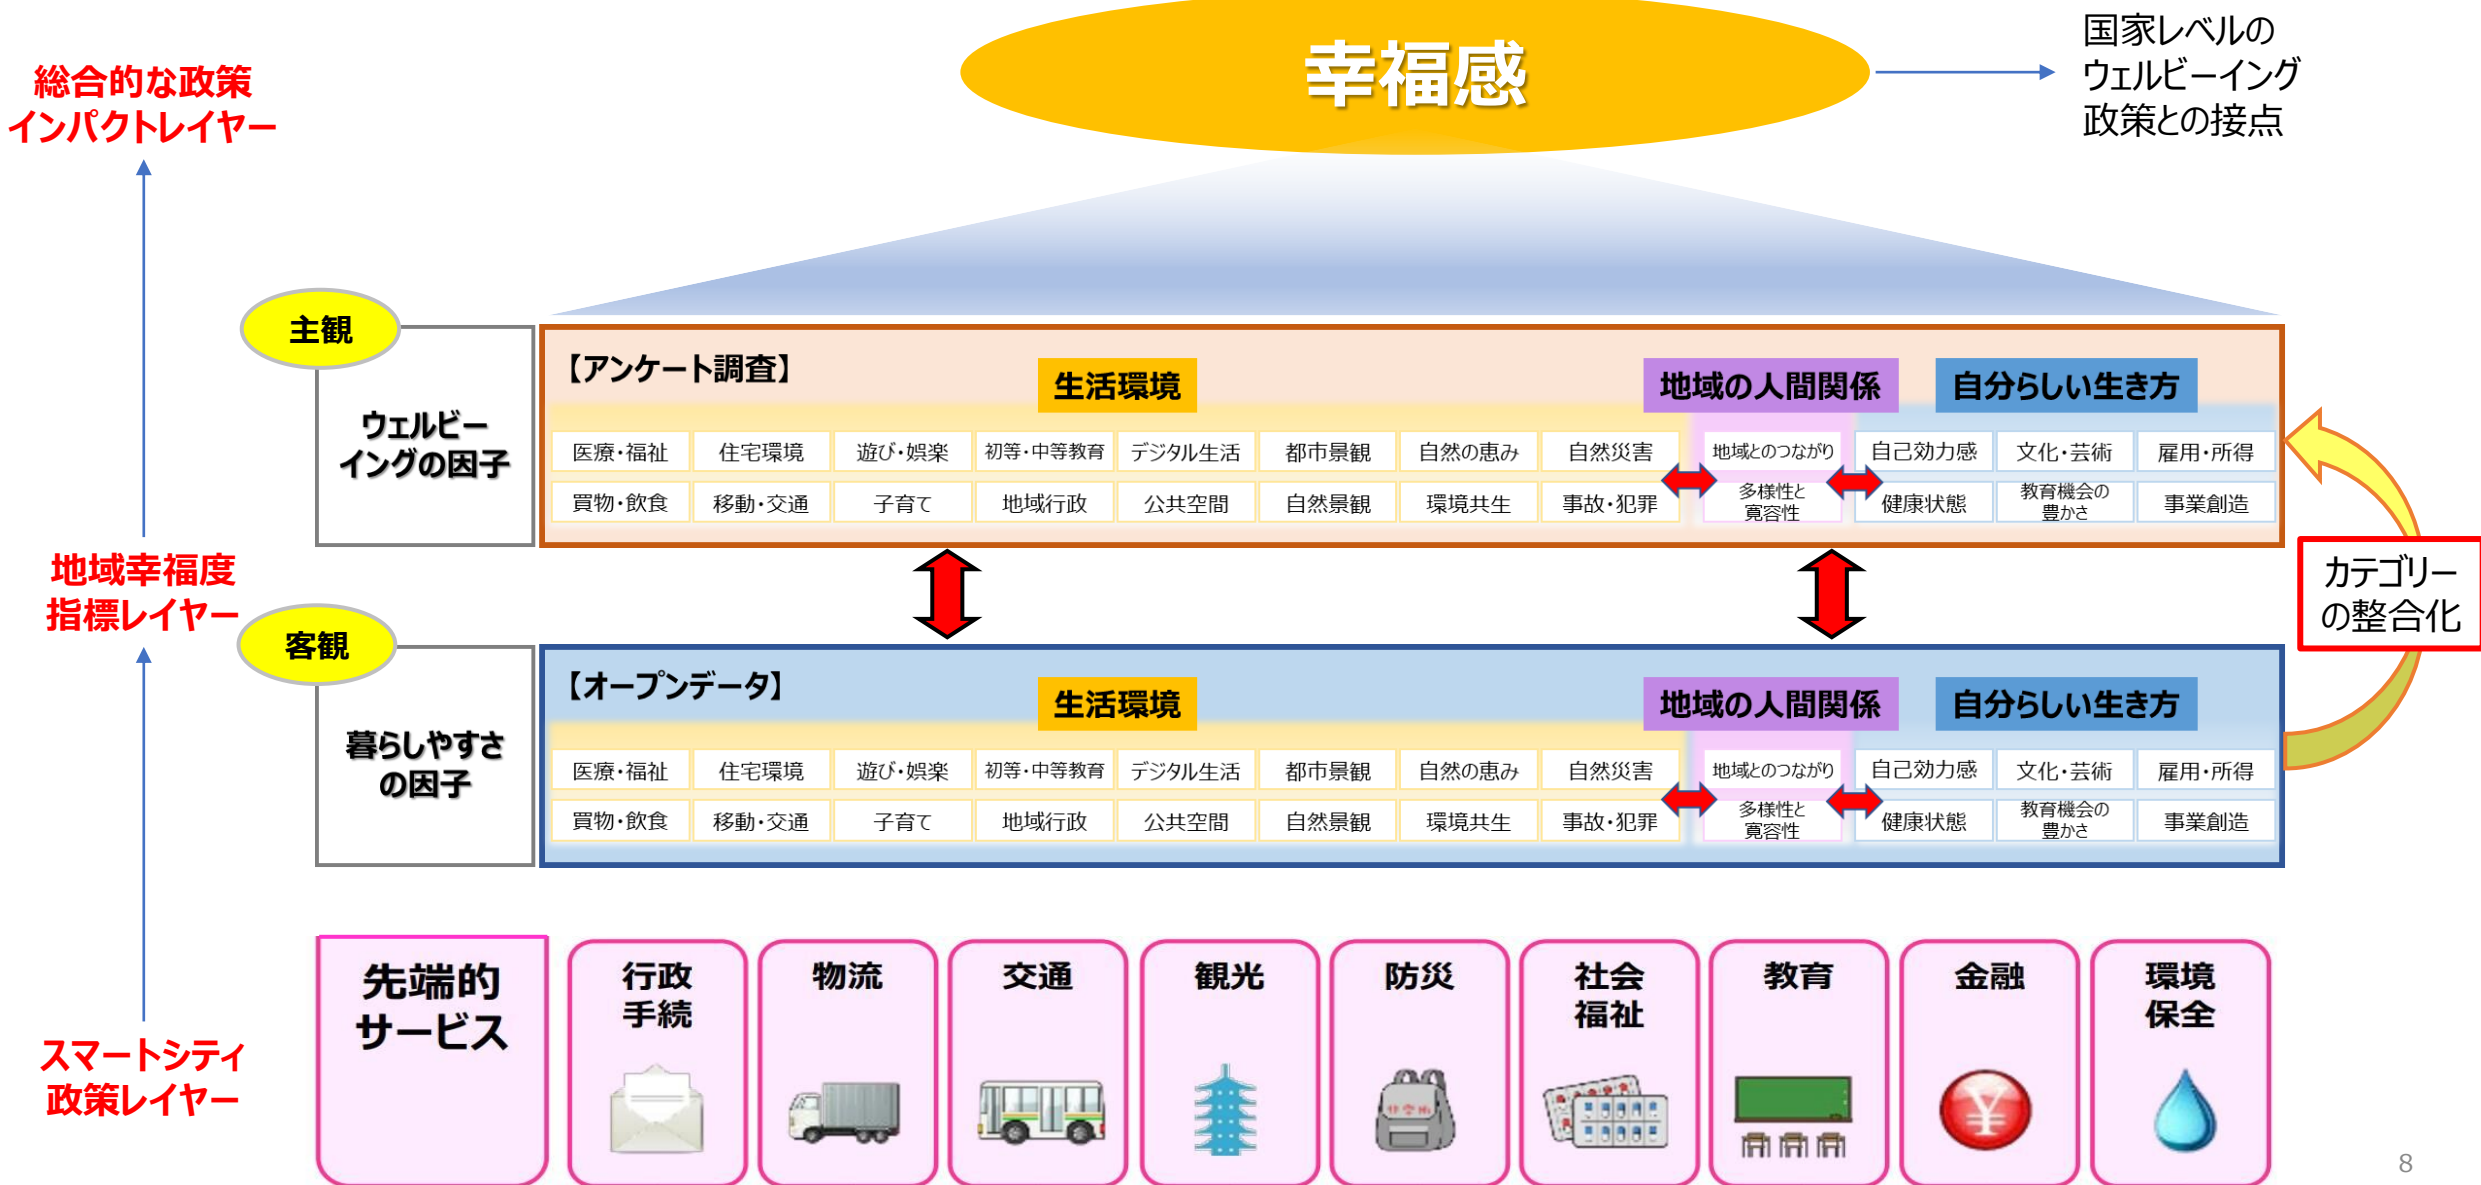 幸福感
国家レベルの
ウェルビーイング
政策との接点
総合的な政策
インパクトレイヤー
主観
ウェルビー
イングの因子
【アンケート調査】
生活環境
地域の人間関係
自分らしい生き方
医療・福祉 住宅環境 遊び・娯楽 初等・中等教育 デジタル生活 都市景観 自然の恵み 自然災害 地域とのつながり 自己効力感 文化・芸術 雇用・所得
買物・飲食 移動・交通 子育て 地域行政 公共空間 自然景観 環境共生 事故・犯罪 多様性と
寛容性
健康状態 教育機会の
豊かさ
事業創造
地域幸福度
指標レイヤー
カテゴリー
の整合化
客観
暮らしやすさ
の因子
【オープンデータ】
生活環境
地域の人間関係
自分らしい生き方
医療・福祉 住宅環境 遊び・娯楽 初等・中等教育 デジタル生活 都市景観 自然の恵み 自然災害 地域とのつながり 自己効力感 文化・芸術 雇用・所得
買物・飲食 移動・交通 子育て 地域行政 公共空間 自然景観 環境共生 事故・犯罪 多様性と
寛容性
健康状態 教育機会の
豊かさ
事業創造
スマートシティ
政策レイヤー
先端的
サービス
行政
手続
物流
交通
観光
防災
社会
福祉
教育
金融
環境
保全
8